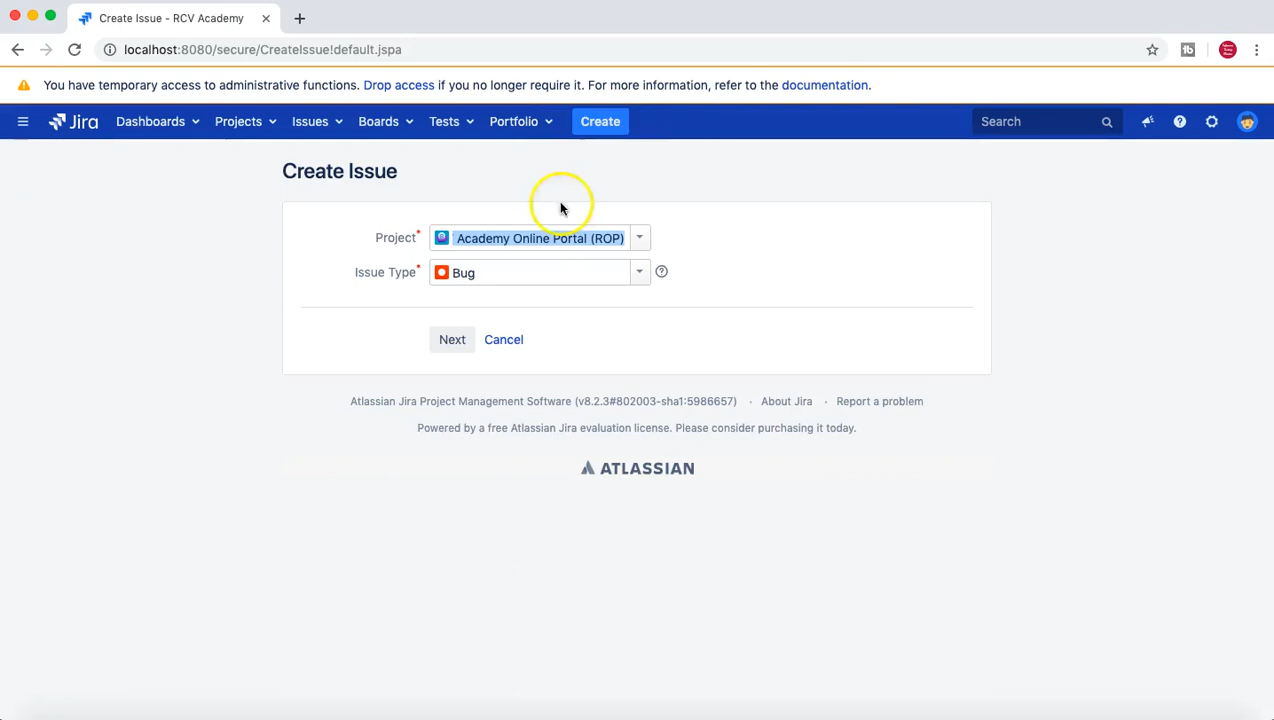 Create Issue - RCV Academy
localhost:8080/secure/CreateIssue!default.jspa
You have temporary access to administrative functions. Drop access if you no longer require it. For more information, refer to the documentation.
Jira Dashboards Projects Issues Boards Tests Portfolio Create Search
Create Issue
Project* Academy Online Portal (ROP)
Issue Type* Bug
Next Cancel
Atlassian Jira Project Management Software (v8.2.3#802003-sha1:5986657) · About Jira · Report a problem
Powered by a free Atlassian Jira evaluation license. Please consider purchasing it today.
ATLASSIAN